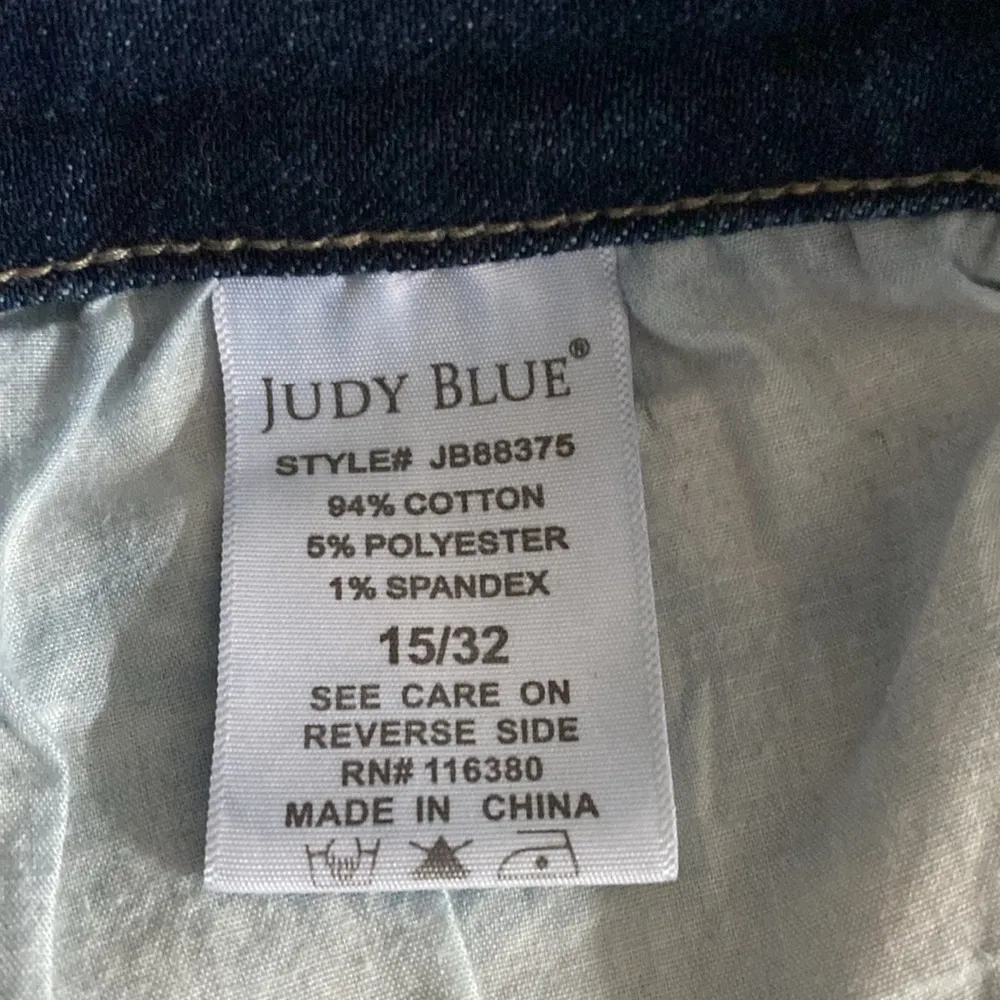 JUDY BLUE®
STYLE# JB88375
94% COTTON
5% POLYESTER
1% SPANDEX
15/32
SEE CARE ON
REVERSE SIDE
RN# 116380
MADE IN CHINA